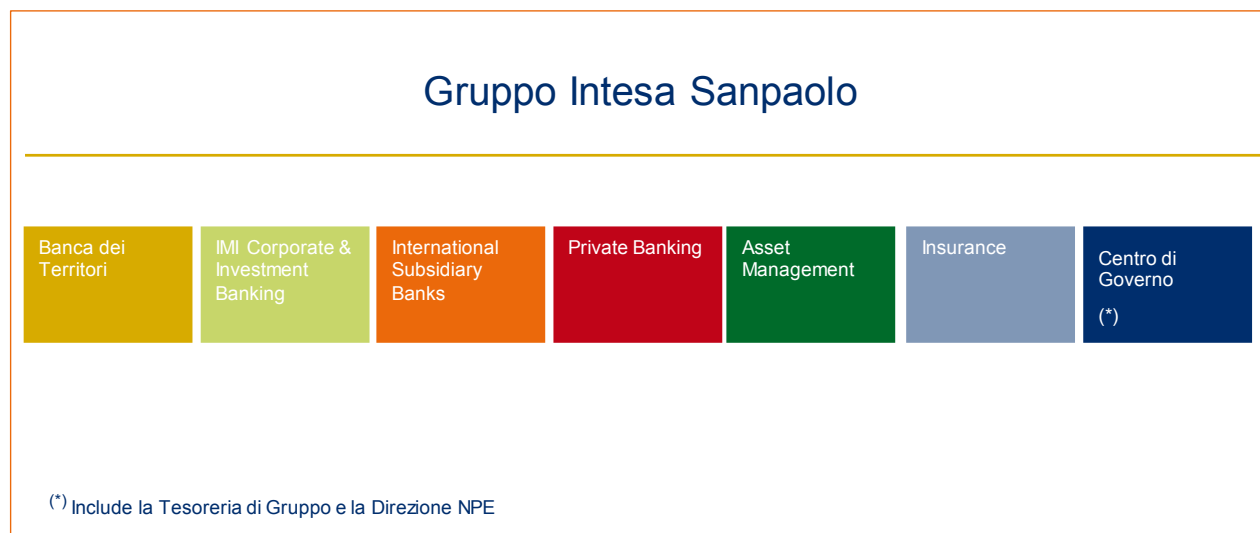 Gruppo Intesa Sanpaolo
Banca dei
Territori
IMI Corporate &
Investment
Banking
International
Subsidiary
Banks
Private Banking
Asset
Management
Insurance
Centro di
Governo
(*)
(*) Include la Tesoreria di Gruppo e la Direzione NPE